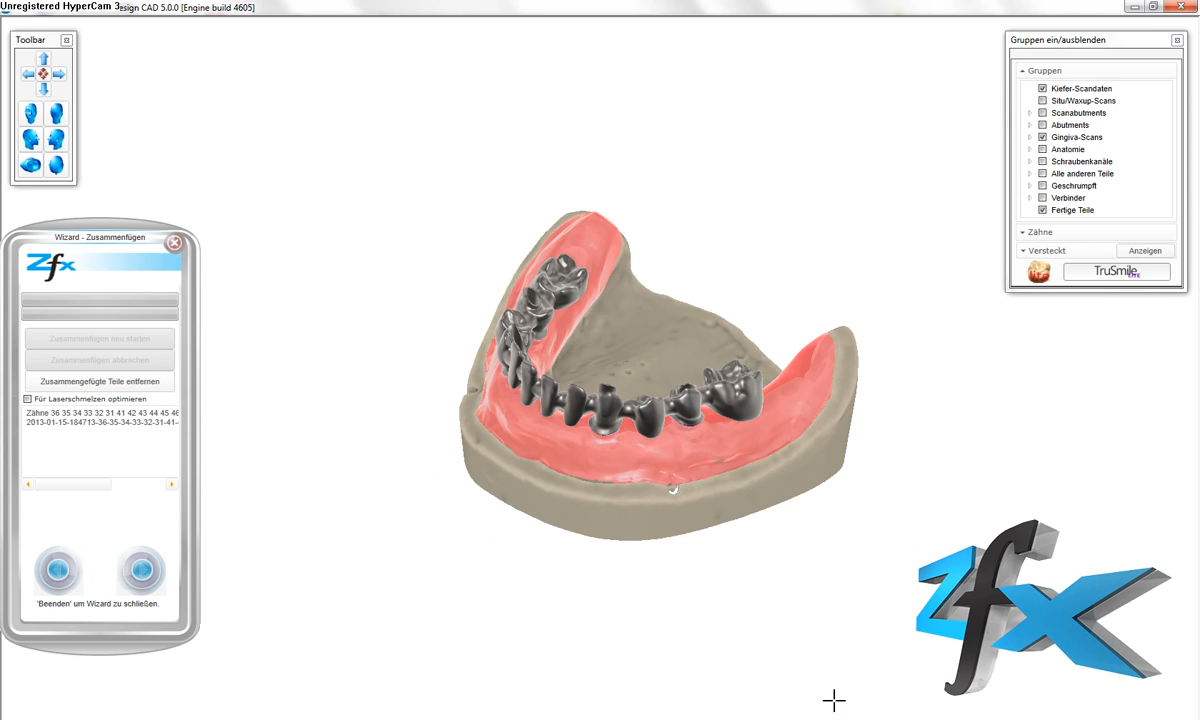 Unregistered HyperCam 3
esign CAD 5.0.0 [Engine build 4605]
Toolbar
Wizard - Zusammenfügen
Zfx
Zusammenfügen neu starten
Zusammenfügen abbrechen
Zusammengefügte Teile entfernen
Für Laserschmelzen optimieren
Zähne 36 35 34 33 32 31 41 42 43 44 45 46
2013-01-15-184713-36-35-34-33-32-31-41-
'Beenden' um Wizard zu schließen.
Gruppen ein/ausblenden
Gruppen
Kiefer-Scandaten
Situ/Waxup-Scans
Scanabutments
Abutments
Gingiva-Scans
Anatomie
Schraubenkanäle
Alle anderen Teile
Geschrumpft
Verbinder
Fertige Teile
Zähne
Versteckt
Anzeigen
TruSmile
LITE
zfx